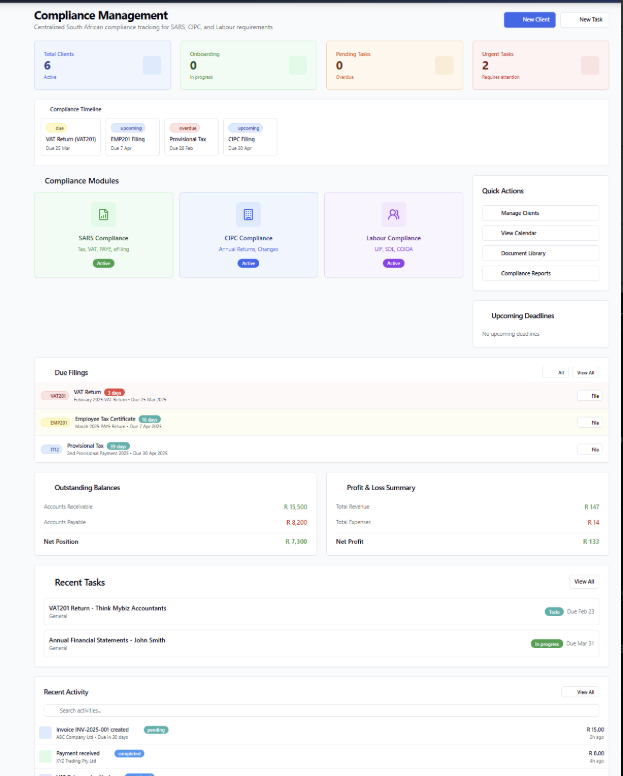 Compliance Management
Centralized South African compliance tracking for SARS, CIPC, and Labour requirements
New Client
New Task
Total Clients
6
Active
Onboarding
0
In progress
Pending Tasks
0
Overdue
Urgent Tasks
2
Requires attention
Compliance Timeline
due
VAT Return (VAT201)
Due 25 Mar
upcoming
EMP201 Filing
Due 7 Apr
overdue
Provisional Tax
Due 28 Feb
upcoming
CIPC Filing
Due 30 Apr
Compliance Modules
SARS Compliance
Tax, VAT, PAYE, eFiling
Active
CIPC Compliance
Annual Returns, Changes
Active
Labour Compliance
UIF, SDL, COIDA
Active
Quick Actions
Manage Clients
View Calendar
Document Library
Compliance Reports
Upcoming Deadlines
No upcoming deadlines
Due Filings
All
View All
VAT201
VAT Return
days
February 2025 VAT Return • Due 25 Mar 2025
File
EMP201
Employee Tax Certificate
days
March 2025 PAYE Return • Due 7 Apr 2025
File
Provisional Tax
days
2nd Provisional Payment 2025 • Due 30 Apr 2025
File
Outstanding Balances
Accounts Receivable R 15,500
Accounts Payable R 8,200
Net Position R 7,300
Profit & Loss Summary
Total Revenue R 147
Total Expenses R 14
Net Profit R 133
Recent Tasks
View All
VAT201 Return - Think Mybiz Accountants
General
Todo Due Feb 23
Annual Financial Statements - John Smith
General
In progress Due Mar 31
Recent Activity
View All
Search activities...
Invoice INV-2025-001 created pending
ABC Company Ltd • Due in 30 days
R 15.00
2h ago
Payment received completed
XYZ Trading Pty Ltd
R 8.00
4h ago